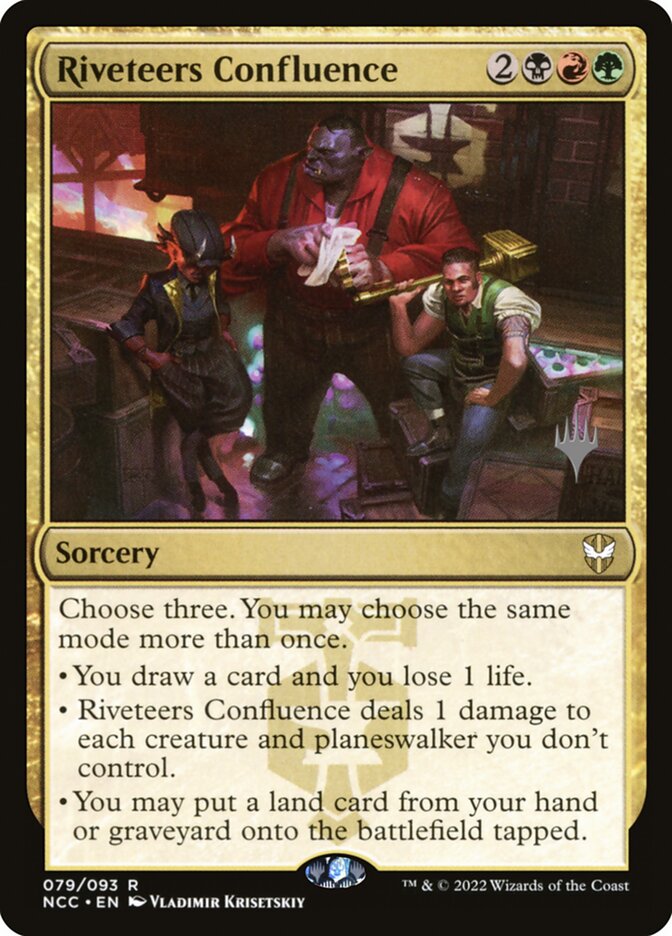 Riveteers Confluence 2
Sorcery
Choose three. You may choose the same
mode more than once.
• You draw a card and you lose 1 life.
• Riveteers Confluence deals 1 damage to
each creature and planeswalker you don't
control.
• You may put a land card from your hand
or graveyard onto the battlefield tapped.
079/093 R
NCC • EN Vladimir Krisetskiy
™ & © 2022 Wizards of the Coast